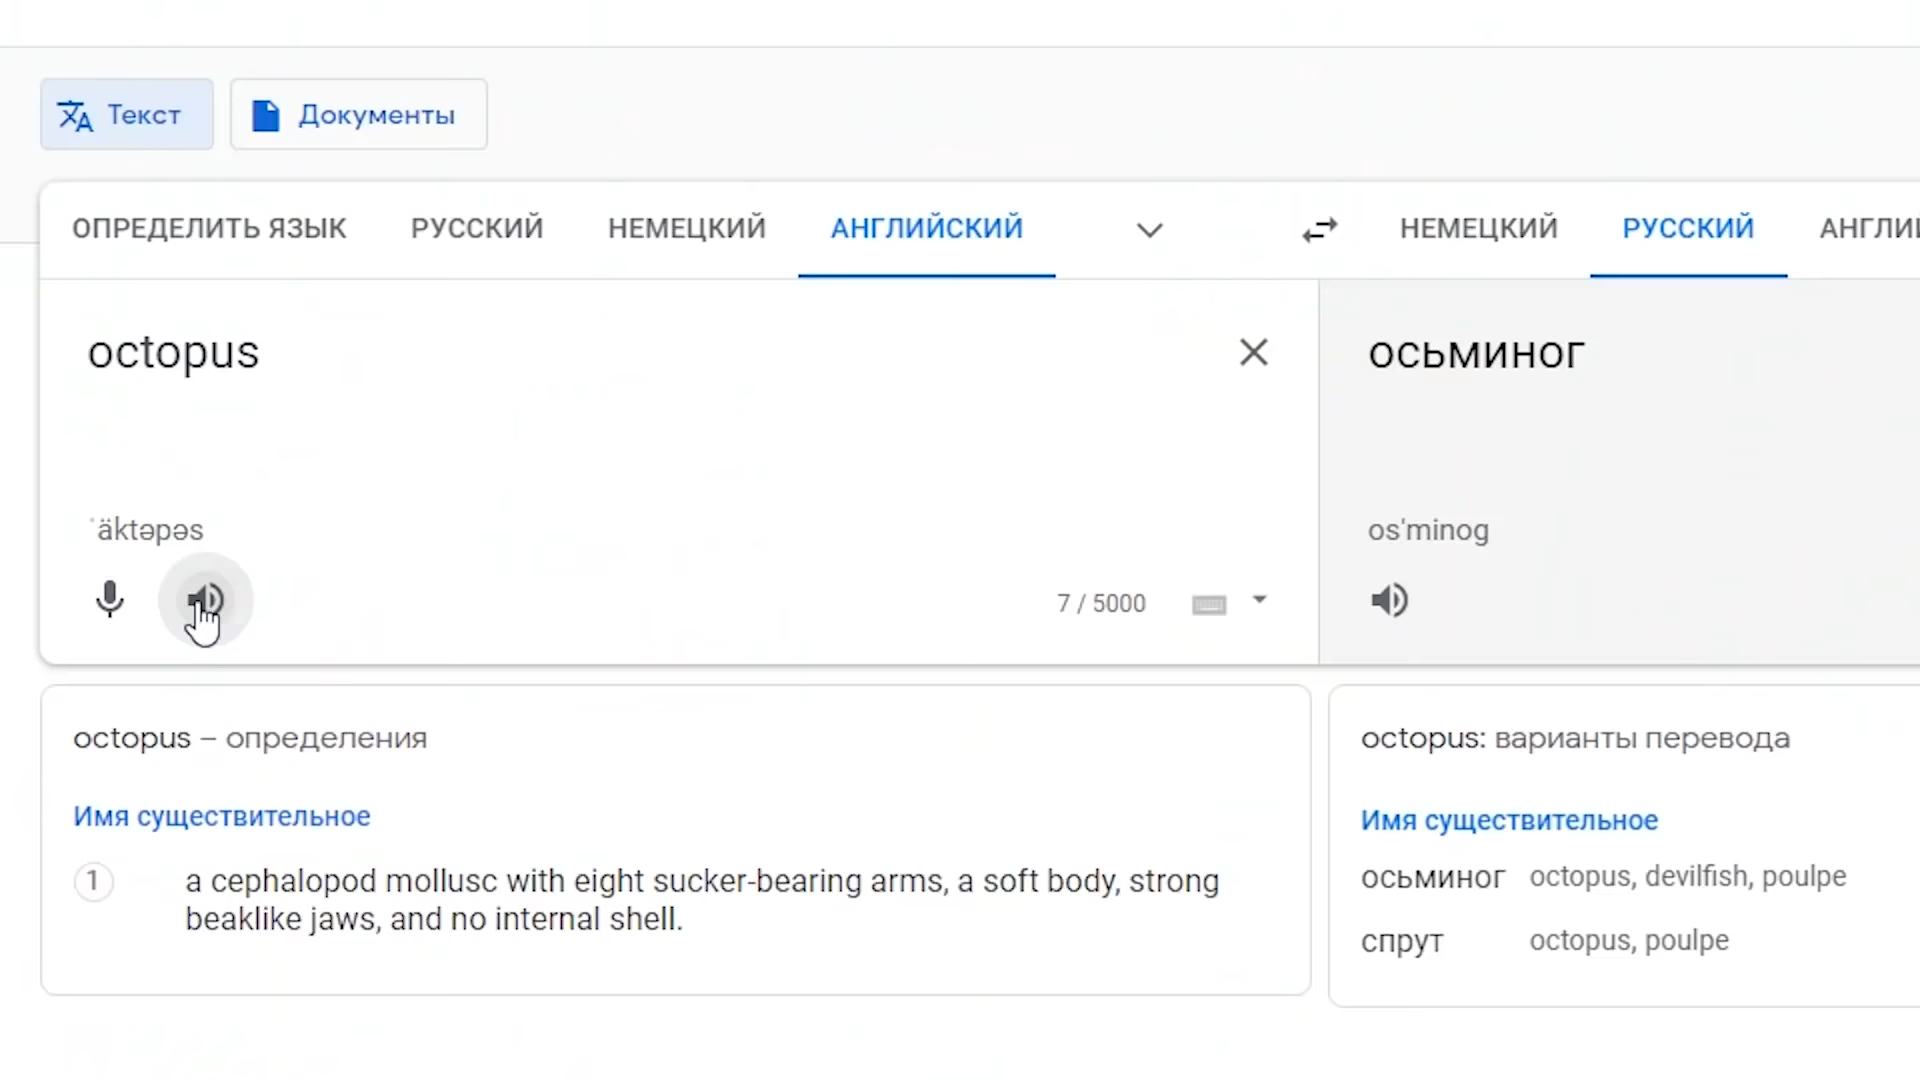 Текст
Документы
ОПРЕДЕЛИТЬ ЯЗЫК РУССКИЙ НЕМЕЦКИЙ АНГЛИЙСКИЙ НЕМЕЦКИЙ РУССКИЙ
octopus
осьминог
ˈäktəpəs
os'minog
7 / 5000
octopus – определения
Имя существительное
1
a cephalopod mollusc with eight sucker-bearing arms, a soft body, strong
beaklike jaws, and no internal shell.
octopus: варианты перевода
Имя существительное
осьминог octopus, devilfish, poulpe
спрут octopus, poulpe